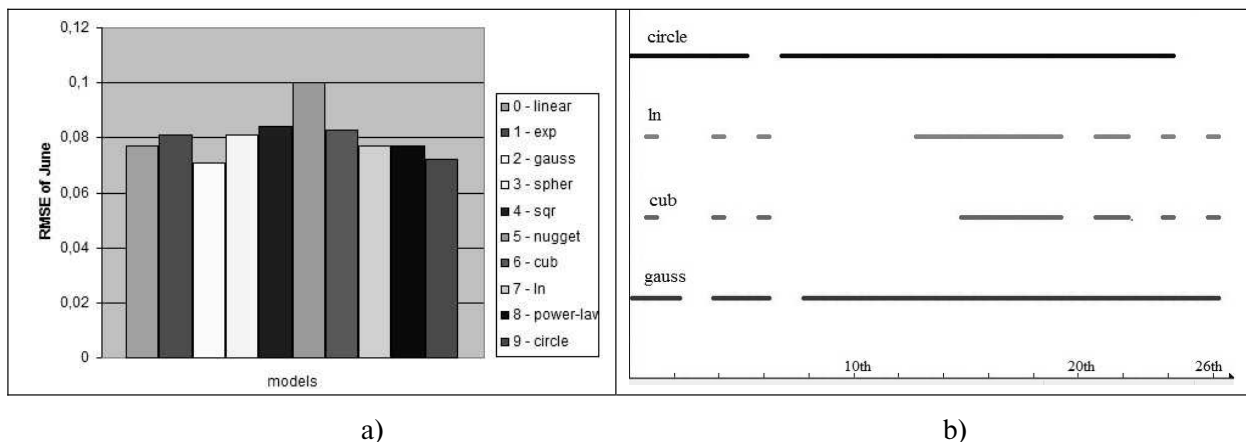 0,12
0,1
0,08
0,06
0,04
0,02
0
RMSE of June
models
0 - linear
1 - exp
2 - gauss
3 - spher
4 - sqr
5 - nugget
6 - cub
7 - ln
8 - power-law
9 - circle
circle
ln
cub
gauss
10th 20th 26th
a) b)